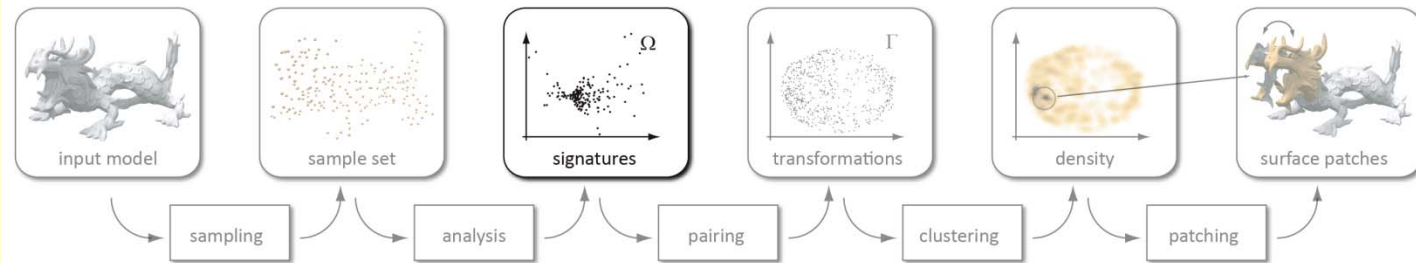 Ω
Γ
input model
sample set
signatures
transformations
density
surface patches
sampling
analysis
pairing
clustering
patching